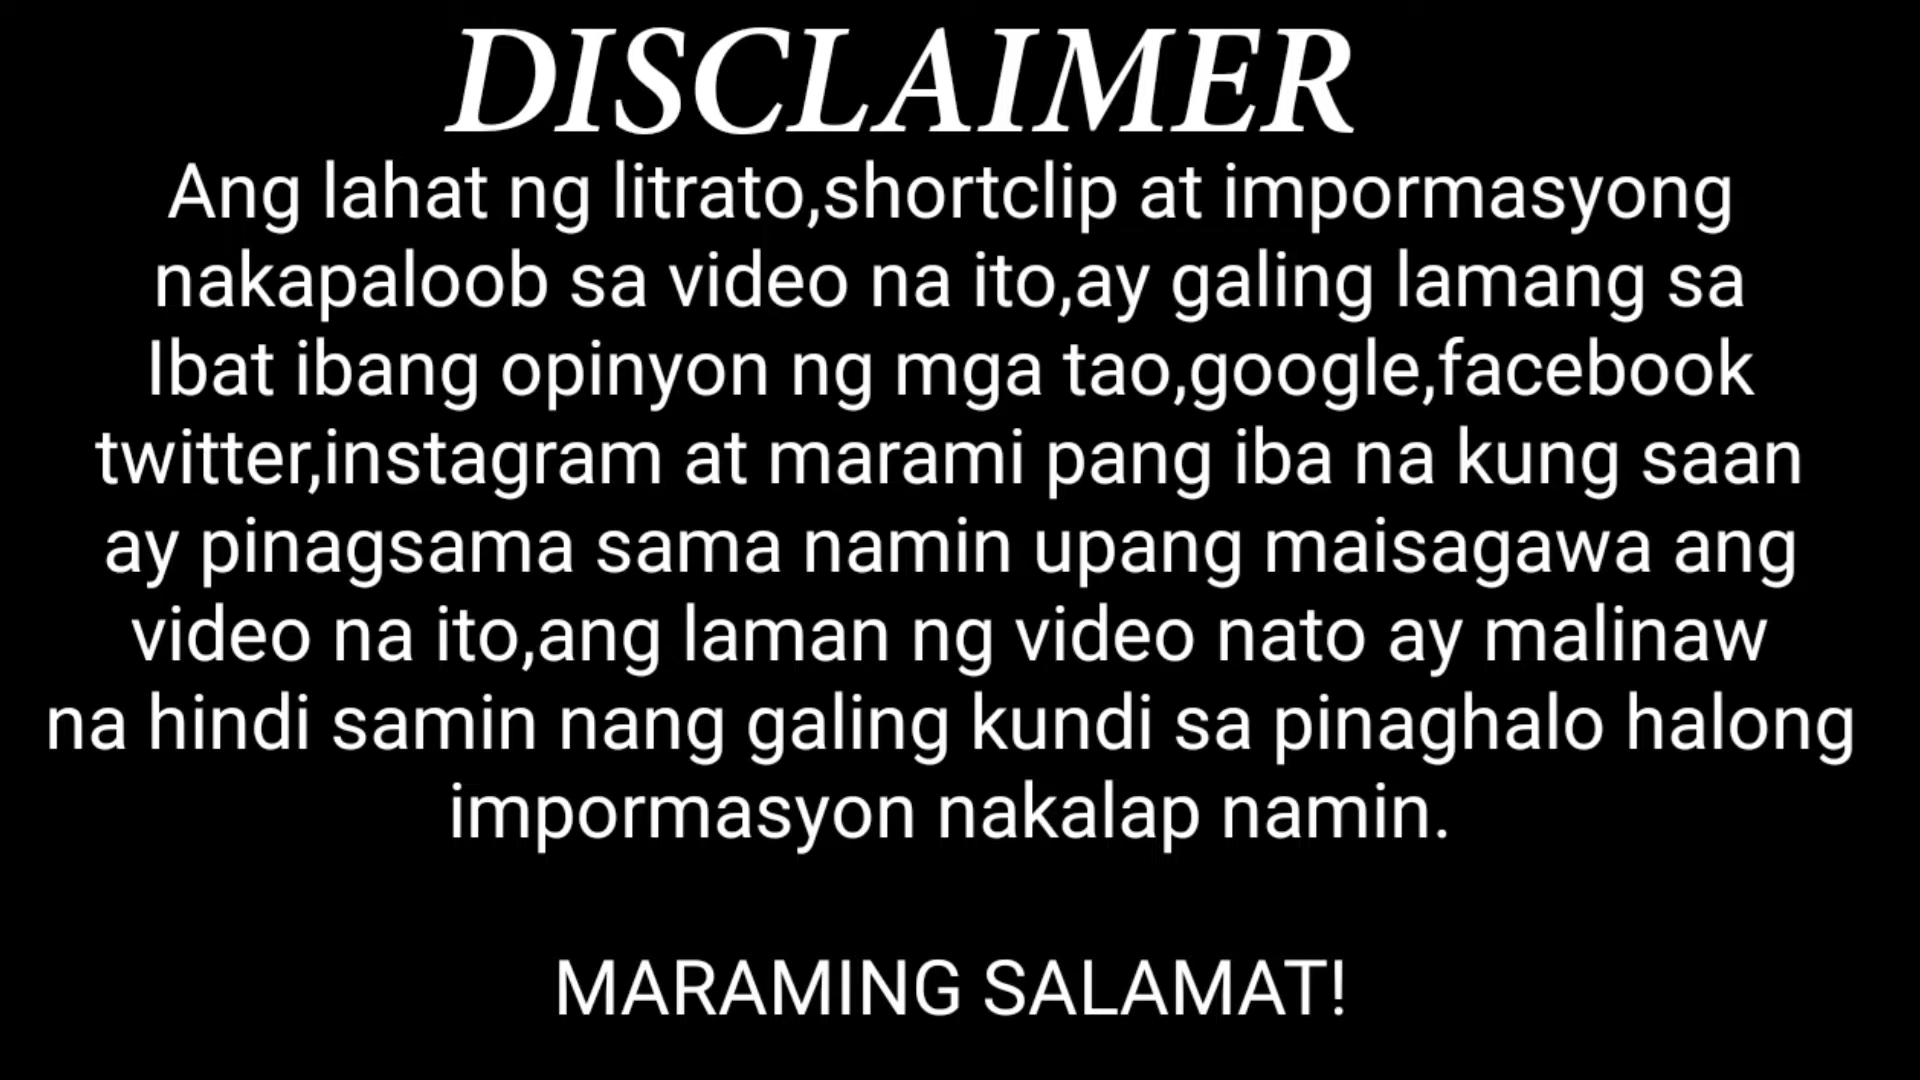 DISCLAIMER
Ang lahat ng litrato,shortclip at impormasyong
nakapaloob sa video na ito,ay galing lamang sa
Ibat ibang opinyon ng mga tao,google,facebook
twitter,instagram at marami pang iba na kung saan
ay pinagsama sama namin upang maisagawa ang
video na ito,ang laman ng video nato ay malinaw
na hindi samin nang galing kundi sa pinaghalo halong
impormasyon nakalap namin.
MARAMING SALAMAT!